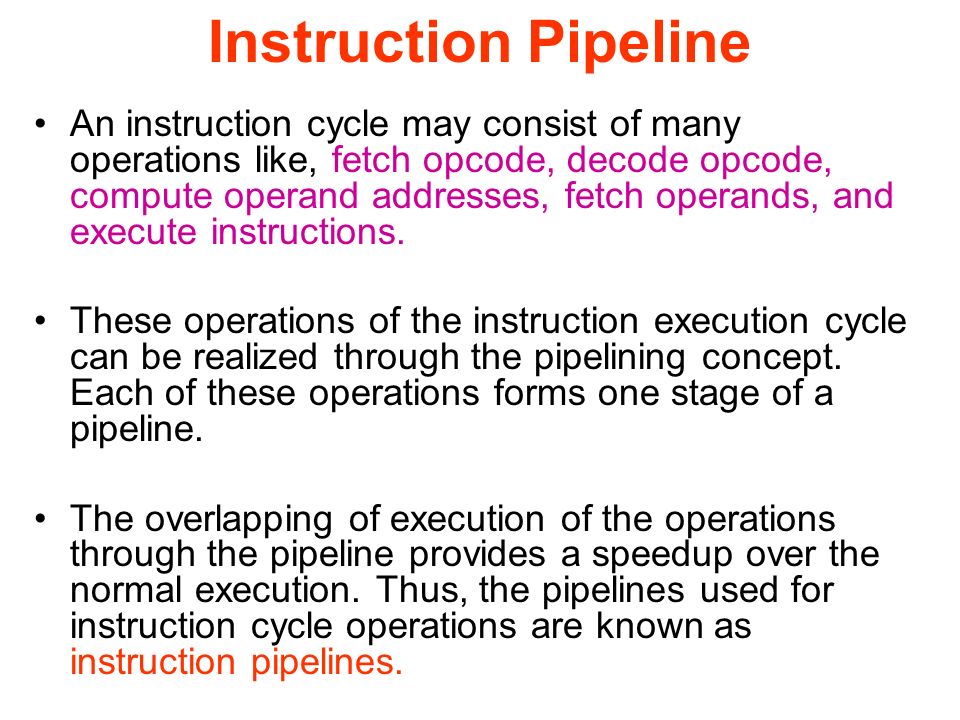 Instruction Pipeline
• An instruction cycle may consist of many
operations like, fetch opcode, decode opcode,
compute operand addresses, fetch operands, and
execute instructions.
• These operations of the instruction execution cycle
can be realized through the pipelining concept.
Each of these operations forms one stage of a
pipeline.
• The overlapping of execution of the operations
through the pipeline provides a speedup over the
normal execution. Thus, the pipelines used for
instruction cycle operations are known as
instruction pipelines.